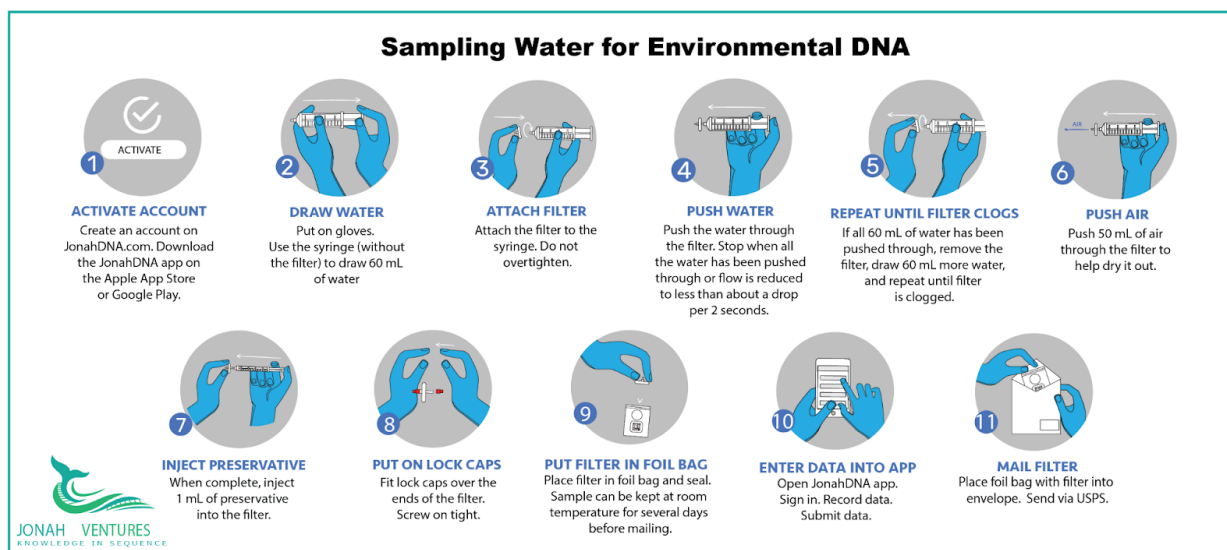 Sampling Water for Environmental DNA
ACTIVATE
1
ACTIVATE ACCOUNT
Create an account on
JonahDNA.com. Download
the JonahDNA app on
the Apple App Store
or Google Play.
2
DRAW WATER
Put on gloves.
Use the syringe (without
the filter) to draw 60 mL
of water
3
ATTACH FILTER
Attach the filter to the
syringe. Do not
overtighten.
4
PUSH WATER
Push the water through
the filter. Stop when all
the water has been pushed
through or flow is reduced
to less than about a drop
per 2 seconds.
5
REPEAT UNTIL FILTER CLOGS
If all 60 mL of water has been
pushed through, remove the
filter, draw 60 mL more water,
and repeat until filter
is clogged.
AIR
6
PUSH AIR
Push 50 mL of air
through the filter to
help dry it out.
7
INJECT PRESERVATIVE
When complete, inject
1 mL of preservative
into the filter.
8
PUT ON LOCK CAPS
Fit lock caps over the
ends of the filter.
Screw on tight.
9
PUT FILTER IN FOIL BAG
Place filter in foil bag and seal.
Sample can be kept at room
temperature for several days
before mailing.
10
ENTER DATA INTO APP
Open JonahDNA app.
Sign in. Record data.
Submit data.
11
MAIL FILTER
Place foil bag with filter into
envelope. Send via USPS.
JONAH VENTURES
KNOWLEDGE IN SEQUENCE